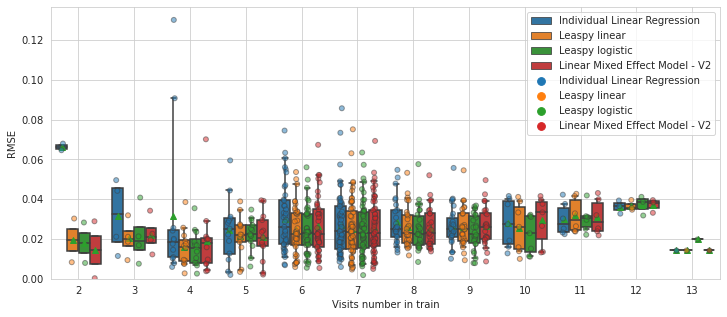 0.12
0.10
0.08
0.06
0.04
0.02
0.00
RMSE
2 3 4 5 6 7 8 9 10 11 12 13
Visits number in train
Individual Linear Regression
Leaspy linear
Leaspy logistic
Linear Mixed Effect Model - V2
Individual Linear Regression
Leaspy linear
Leaspy logistic
Linear Mixed Effect Model - V2